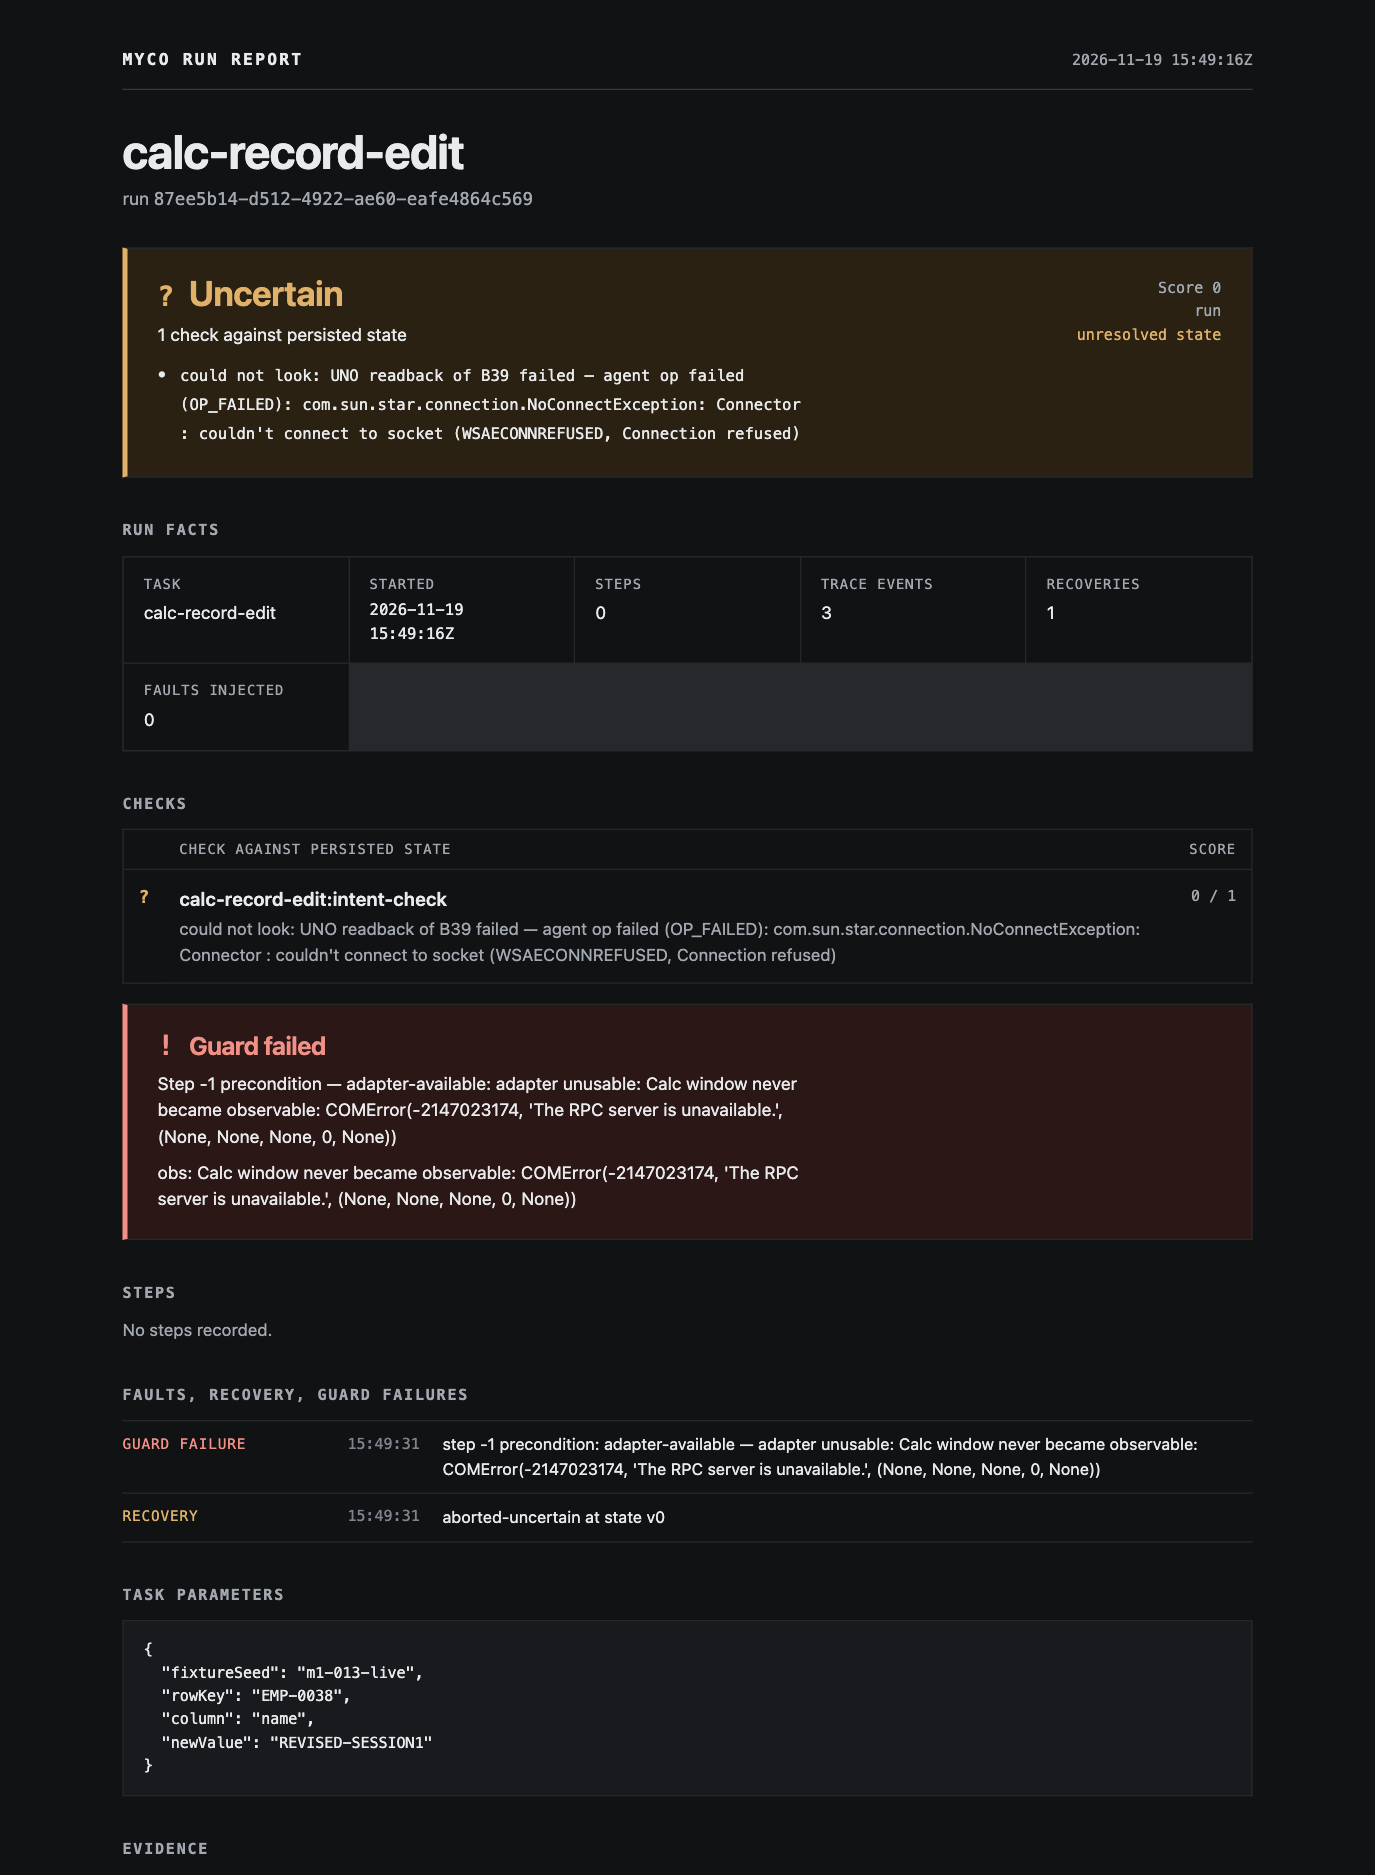 MYCO RUN REPORT
2026-11-19 15:49:16Z
calc-record-edit
run 87ee5b14-d512-4922-ae60-eafe4864c569
? Uncertain
Score 0
run
unresolved state
1 check against persisted state
• could not look: UNO readback of B39 failed — agent op failed
(OP_FAILED): com.sun.star.connection.NoConnectException: Connector
: couldn't connect to socket (WSAECONNREFUSED, Connection refused)
RUN FACTS
TASK
calc-record-edit
STARTED
2026-11-19
15:49:16Z
STEPS
0
TRACE EVENTS
3
RECOVERIES
1
FAULTS INJECTED
0
CHECKS
CHECK AGAINST PERSISTED STATE
SCORE
? calc-record-edit:intent-check
0 / 1
could not look: UNO readback of B39 failed — agent op failed (OP_FAILED): com.sun.star.connection.NoConnectException:
Connector : couldn't connect to socket (WSAECONNREFUSED, Connection refused)
! Guard failed
Step -1 precondition — adapter-available: adapter unusable: Calc window never
became observable: COMError(-2147023174, 'The RPC server is unavailable.',
(None, None, None, 0, None))
obs: Calc window never became observable: COMError(-2147023174, 'The RPC
server is unavailable.', (None, None, None, 0, None))
STEPS
No steps recorded.
FAULTS, RECOVERY, GUARD FAILURES
GUARD FAILURE 15:49:31 step -1 precondition: adapter-available — adapter unusable: Calc window never became observable:
COMError(-2147023174, 'The RPC server is unavailable.', (None, None, None, 0, None))
RECOVERY 15:49:31 aborted-uncertain at state v0
TASK PARAMETERS
{
"fixtureSeed": "m1-013-live",
"rowKey": "EMP-0038",
"column": "name",
"newValue": "REVISED-SESSION1"
}
EVIDENCE